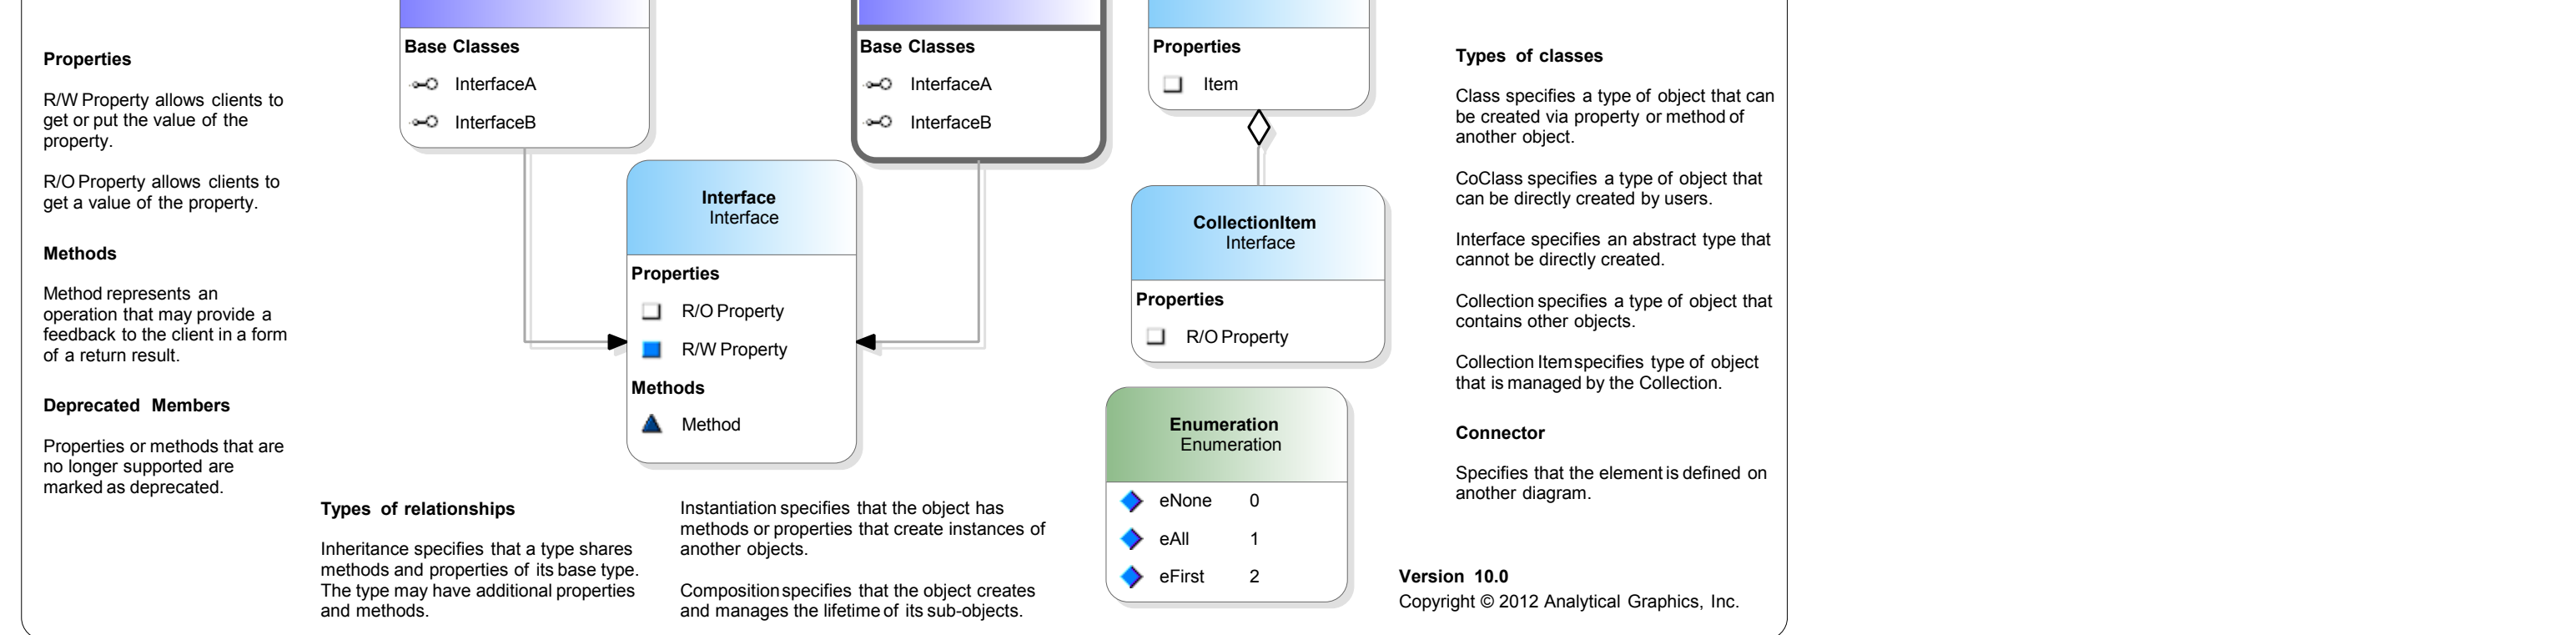 Properties
R/W Property allows clients to
get or put the value of the
property.
R/O Property allows clients to
get a value of the property.
Methods
Method represents an
operation that may provide a
feedback to the client in a form
of a return result.
Deprecated Members
Properties or methods that are
no longer supported are
marked as deprecated.
Base Classes
InterfaceA
InterfaceB
Base Classes
InterfaceA
InterfaceB
Properties
Item
Interface
Interface
Properties
R/O Property
R/W Property
Methods
Method
CollectionItem
Interface
Properties
R/O Property
Enumeration
Enumeration
eNone 0
eAll 1
eFirst 2
Types of relationships
Inheritance specifies that a type shares
methods and properties of its base type.
The type may have additional properties
and methods.
Instantiation specifies that the object has
methods or properties that create instances of
another objects.
Composition specifies that the object creates
and manages the lifetime of its sub-objects.
Types of classes
Class specifies a type of object that can
be created via property or method of
another object.
CoClass specifies a type of object that
can be directly created by users.
Interface specifies an abstract type that
cannot be directly created.
Collection specifies a type of object that
contains other objects.
Collection Item specifies type of object
that is managed by the Collection.
Connector
Specifies that the element is defined on
another diagram.
Version 10.0
Copyright © 2012 Analytical Graphics, Inc.